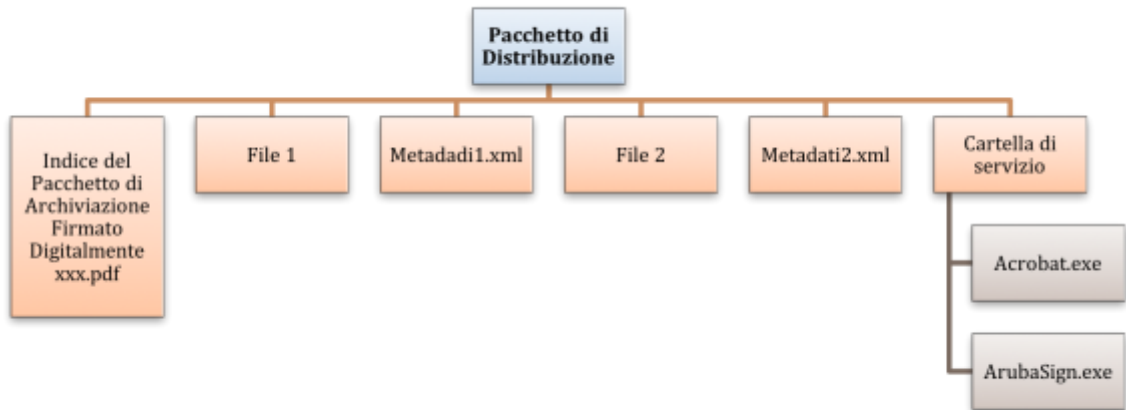 Pacchetto di
Distribuzione
Indice del
Pacchetto di
Archiviazione
Firmato
Digitalmente
xxx.pdf
File 1
Metadadi1.xml
File 2
Metadati2.xml
Cartella di
servizio
Acrobat.exe
ArubaSign.exe